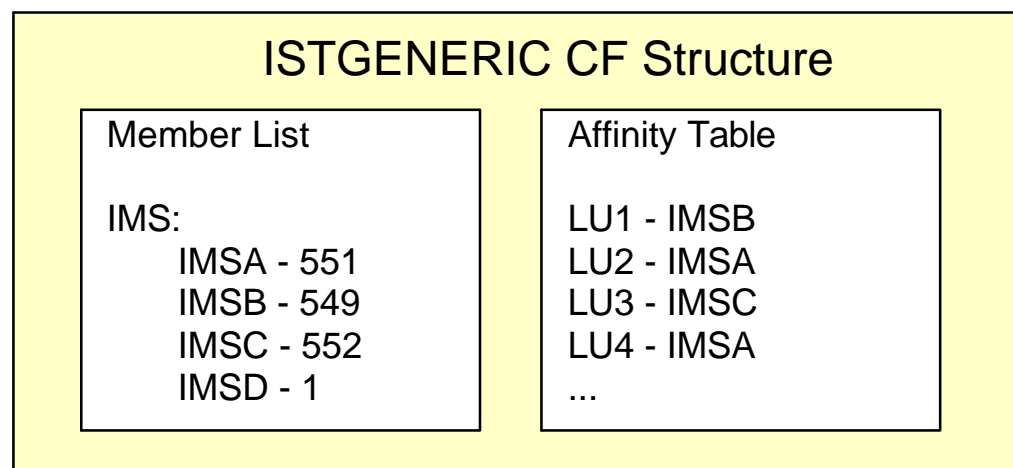 ISTGENERIC CF Structure
Member List
IMS:
IMSA - 551
IMSB - 549
IMSC - 552
IMSD - 1
Affinity Table
LU1 - IMSB
LU2 - IMSA
LU3 - IMSC
LU4 - IMSA
...